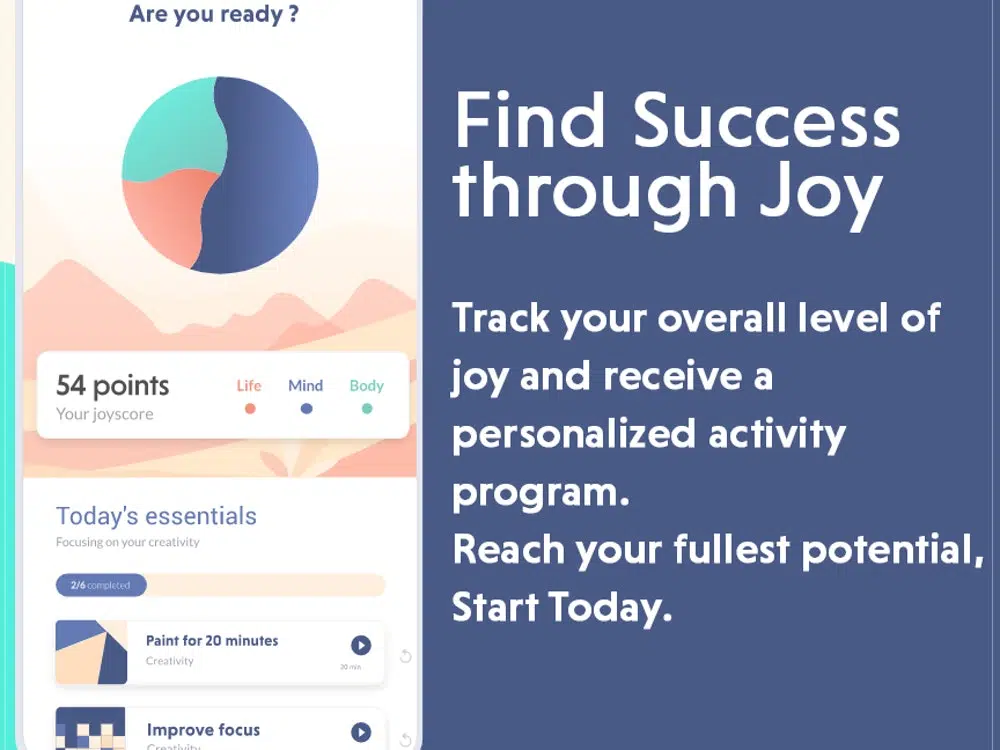 Are you ready ?
54 points
Your joyscore
Life
Mind
Body
Today's essentials
Focusing on your creativity
2/6 completed
Paint for 20 minutes
Creativity
20 min
Improve focus
Creativity
Find Success
through Joy
Track your overall level of
joy and receive a
personalized activity
program.
Reach your fullest potential,
Start Today.